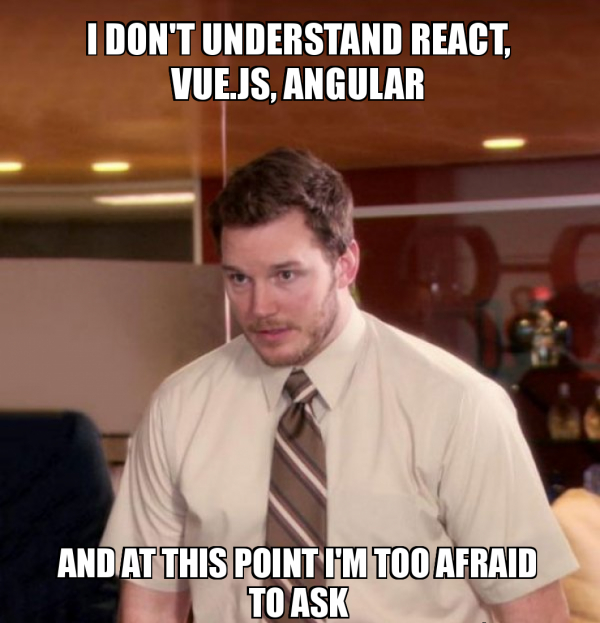 I DON'T UNDERSTAND REACT,
VUE.JS, ANGULAR
AND AT THIS POINT I'M TOO AFRAID
TO ASK